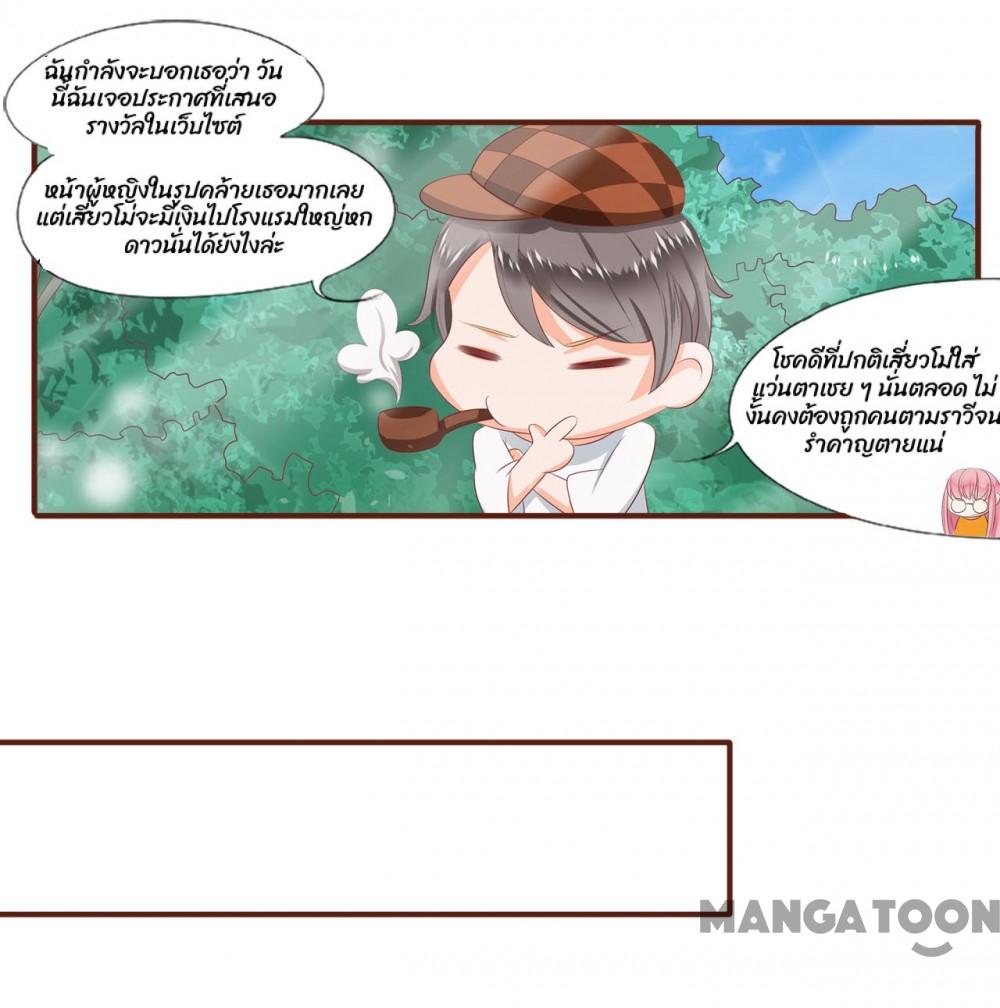 ฉันกำลังจะบอกเธอว่า วัน
นี้ฉันเจอประกาศที่เสนอ
รางวัลในเว็บไซต์
หน้าผู้หญิงในรูปคล้ายเธอมากเลย
แต่เสี่ยวโม่จะมีเงินไปโรงแรมใหญ่หก
ดาวนั่นได้ยังไงล่ะ
โชคดีที่ปกติเสี่ยวโม่ใส่
แว่นตาเชย ๆ นั่นตลอด ไม่
งั้นคงต้องถูกคนตามราวีจน
รำคาญตายแน่
MANGATOON